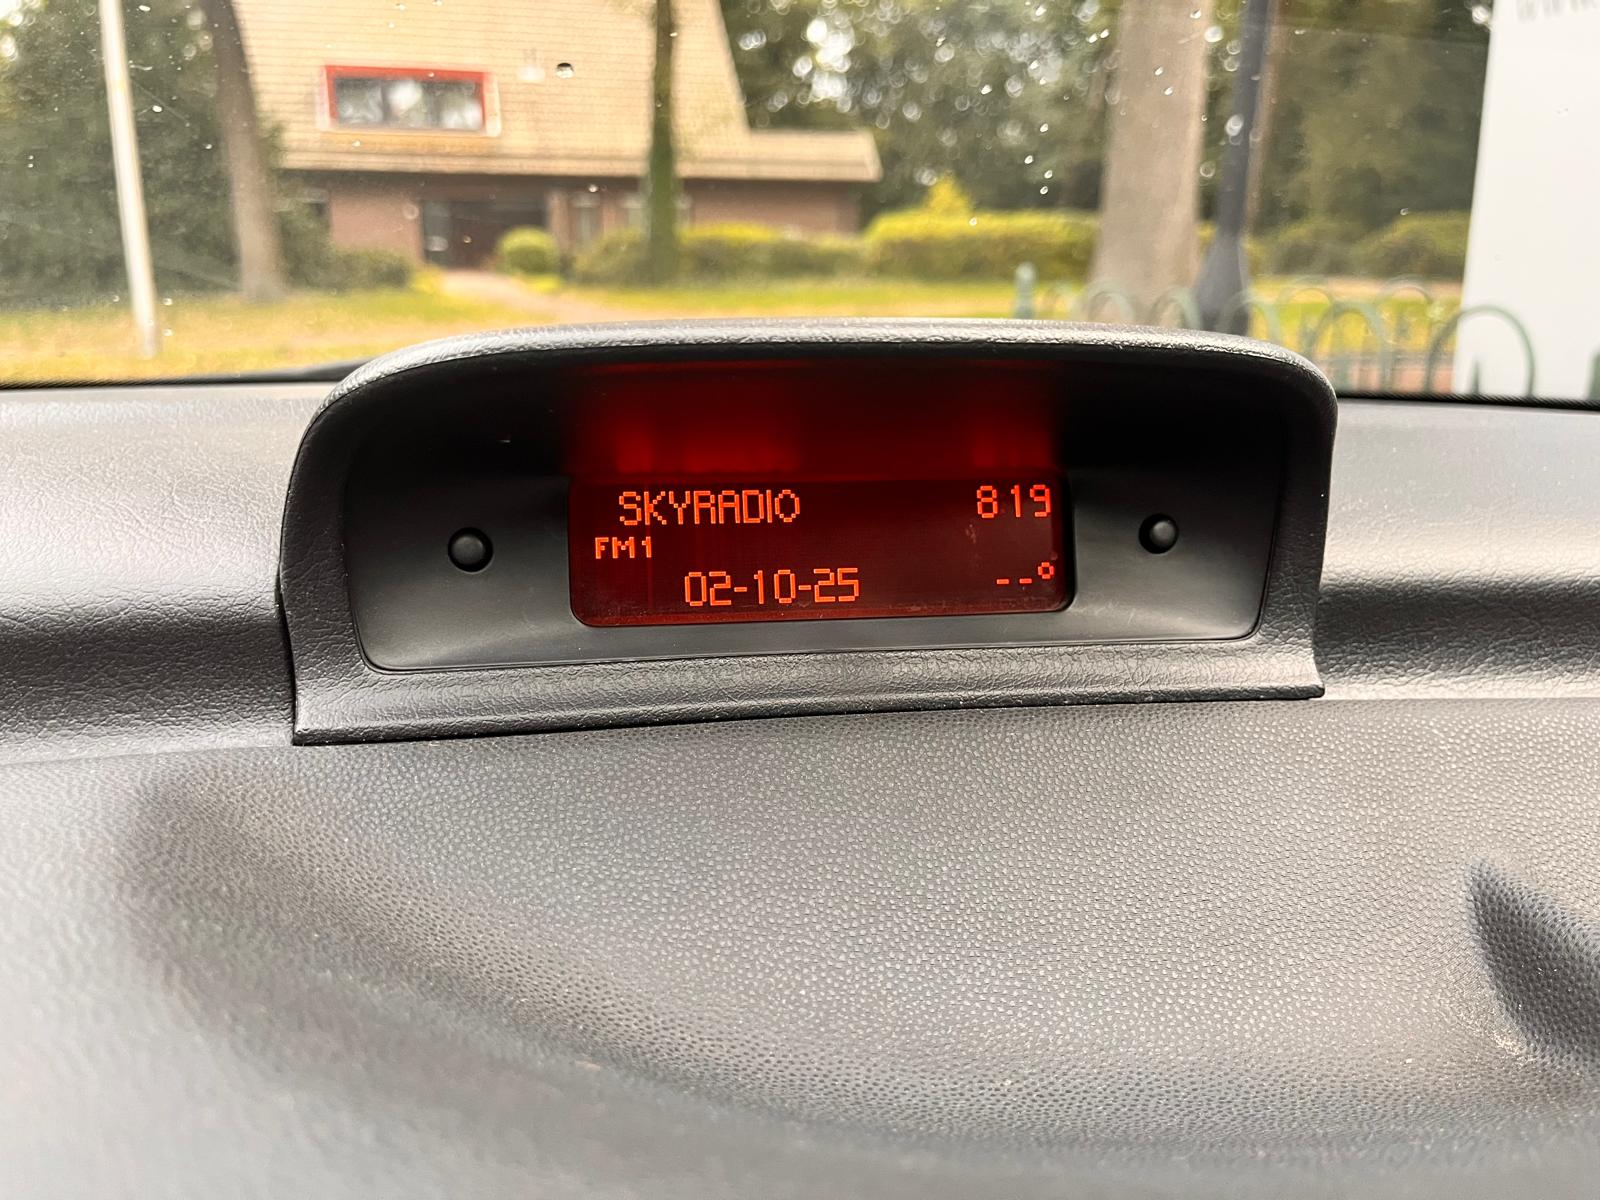 SKYRADIO 8:19
FM1
02-10-25 --°